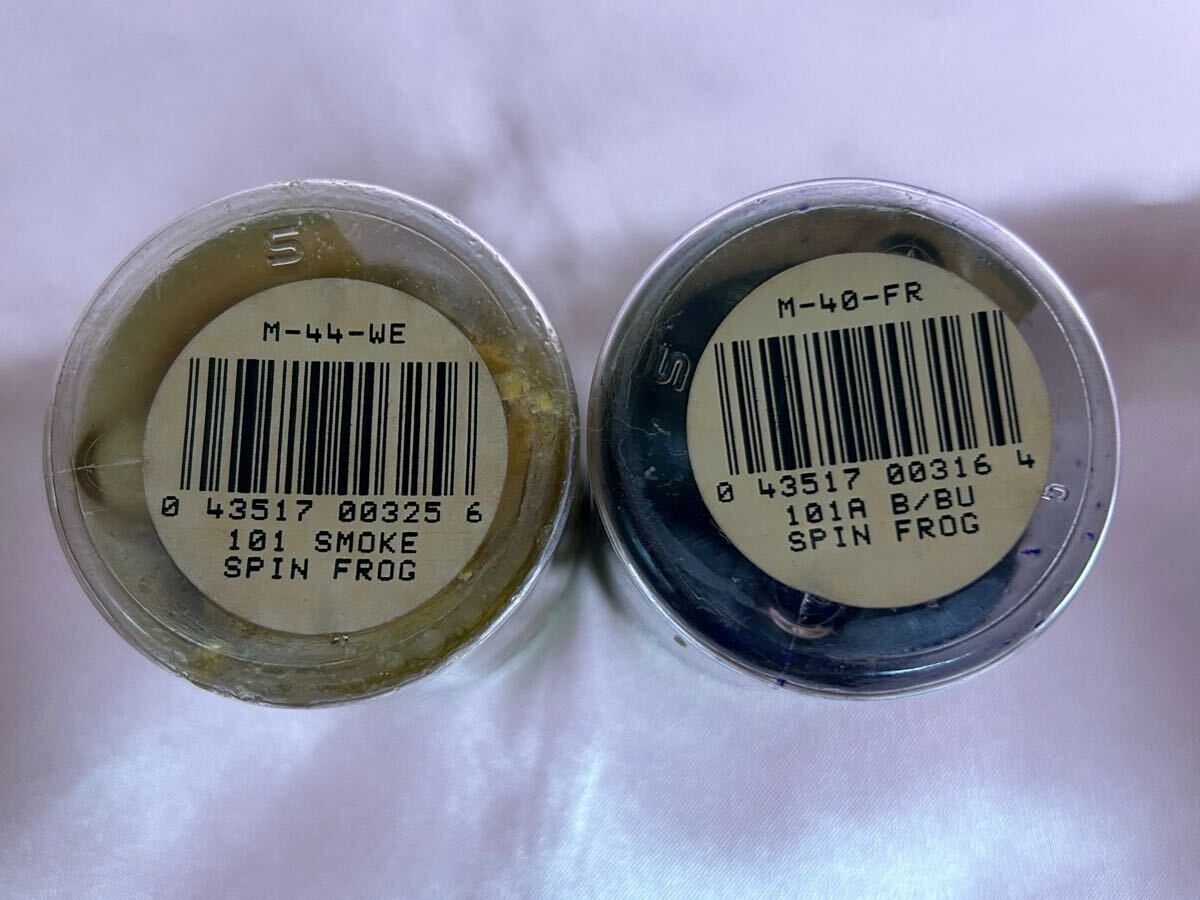 S
M-44-WE
0 43517 00325 6
101 SMOKE
SPIN FROG
S
M-40-FR
0 43517 00316 4
101A B/BU
SPIN FROG
5